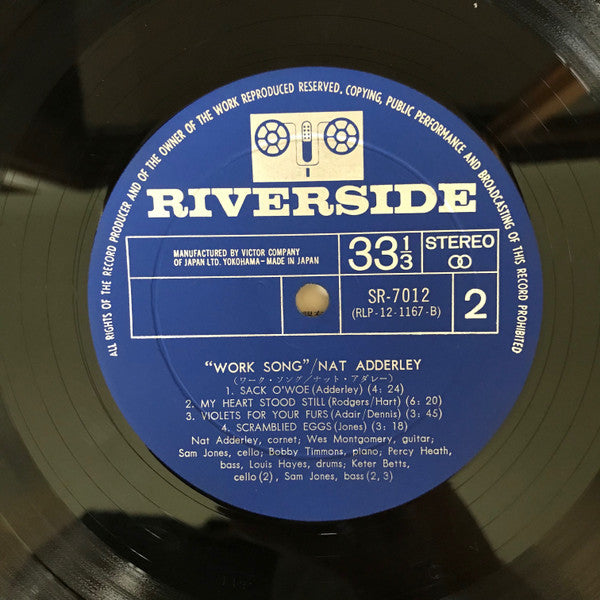 ALL RIGHTS OF THE RECORD PRODUCER AND OF THE OWNER OF THE WORK REPRODUCED RESERVED. COPYING, PUBLIC PERFORMANCE AND BROADCASTING OF THIS RECORD PROHIBITED
RIVERSIDE
MANUFACTURED BY VICTOR COMPANY
OF JAPAN LTD. YOKOHAMA—MADE IN JAPAN
33 1/3
STEREO
SR-7012
(RLP-12-1167-B)
2
"WORK SONG"/NAT ADDERLEY
(ワーク・ソング/ナット・アダレー)
1. SACK O'WOE (Adderley) (4: 24)
2. MY HEART STOOD STILL (Rodgers/Hart) (6: 20)
3. VIOLETS FOR YOUR FURS (Adair/Dennis) (3: 45)
4. SCRAMBLIED EGGS (Jones) (3: 18)
Nat Adderley, cornet; Wes Montgomery, guitar;
Sam Jones, cello; Bobby Timmons, piano; Percy Heath,
bass, Louis Hayes, drums; Keter Betts,
cello (2), Sam Jones, bass (2, 3)